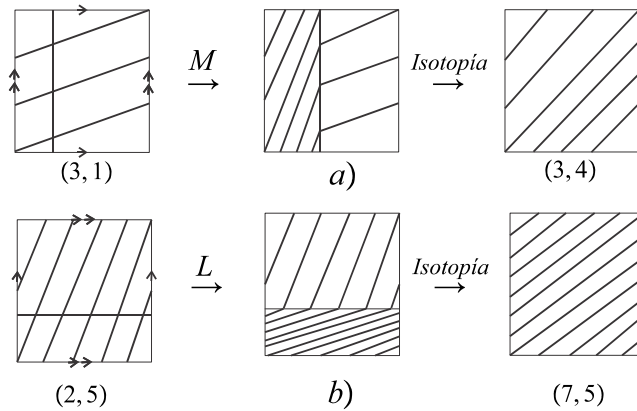 M
Isotopía
(3,1)
a)
(3,4)
L
Isotopía
(2,5)
b)
(7,5)